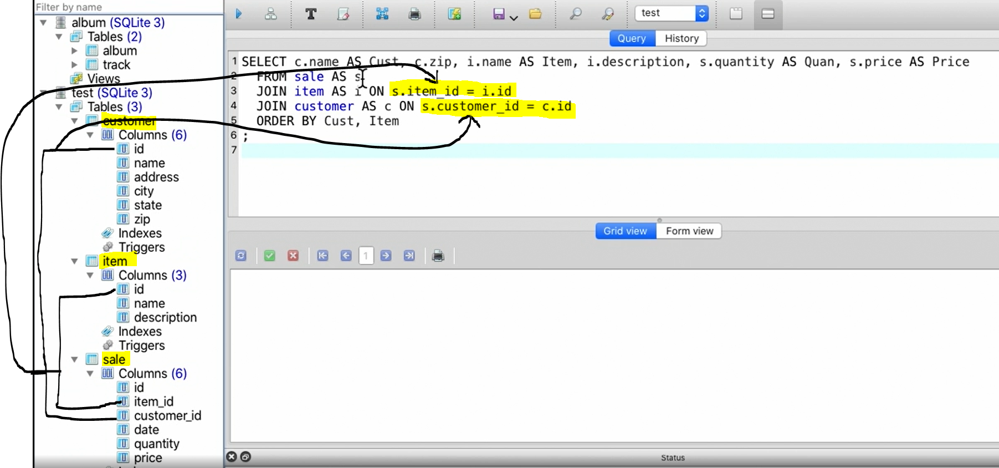 Filter by name
album (SQLite 3)
Tables (2)
album
track
Views
test (SQLite 3)
Tables (3)
customer
Columns (6)
id
name
address
city
state
zip
Indexes
Triggers
item
Columns (3)
id
name
description
Indexes
Triggers
sale
Columns (6)
id
item_id
customer_id
date
quantity
price
T
test
Query History
1 SELECT c.name AS Cust, c.zip, i.name AS Item, i.description, s.quantity AS Quan, s.price AS Price
2 FROM sale AS s
3 JOIN item AS i ON s.item_id = i.id
4 JOIN customer AS c ON s.customer_id = c.id
5 ORDER BY Cust, Item
6 ;
7
Grid view Form view
1
Status